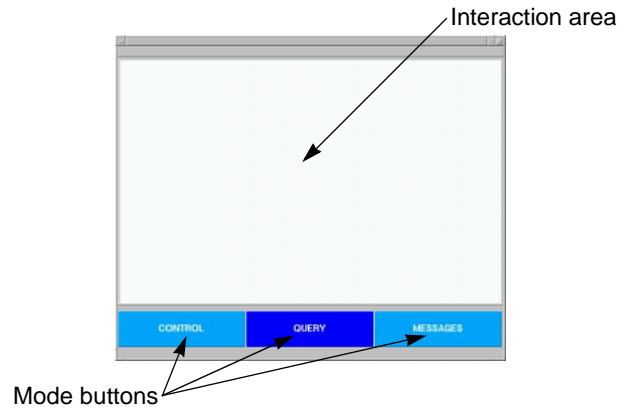 Interaction area
CONTROL QUERY MESSAGES
Mode buttons